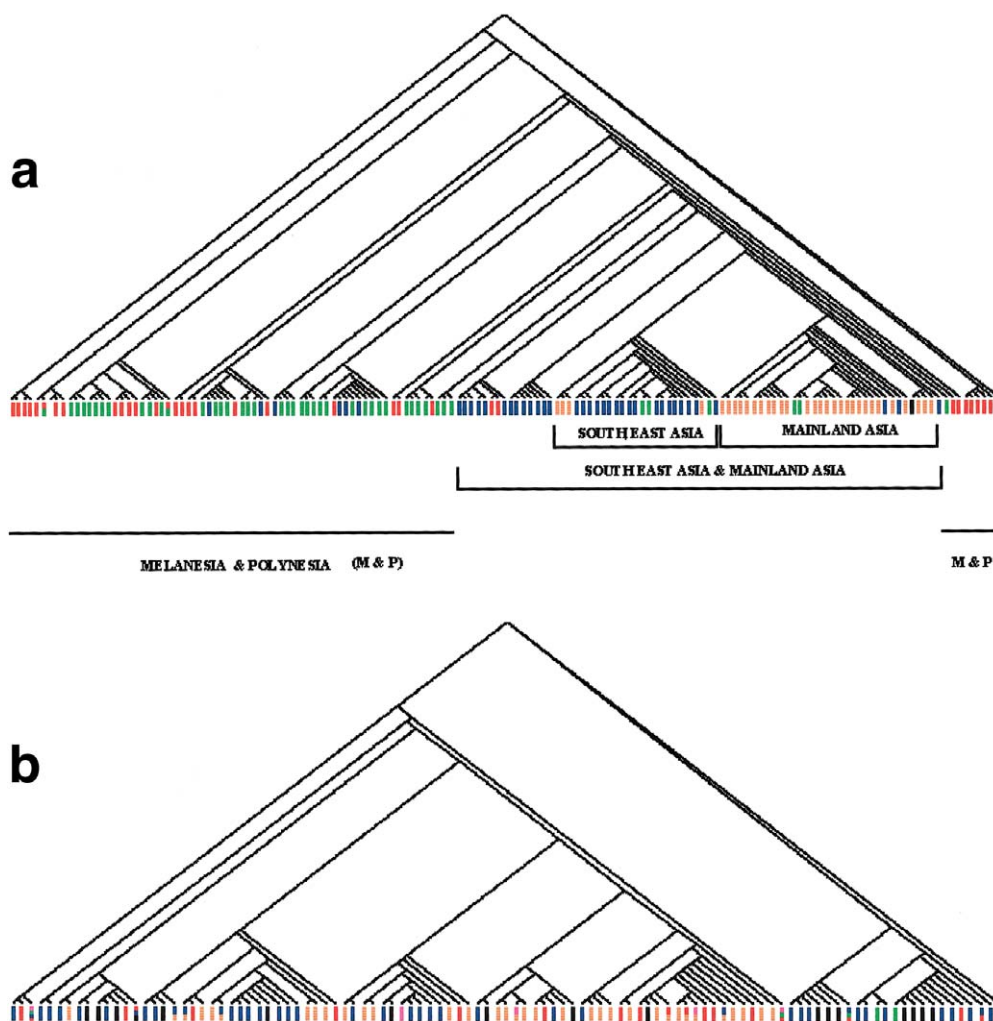 a
SOUTHEAST ASIA MAINLAND ASIA
SOUTHEAST ASIA & MAINLAND ASIA
MELANESIA & POLYNESIA (M & P) M & P
b